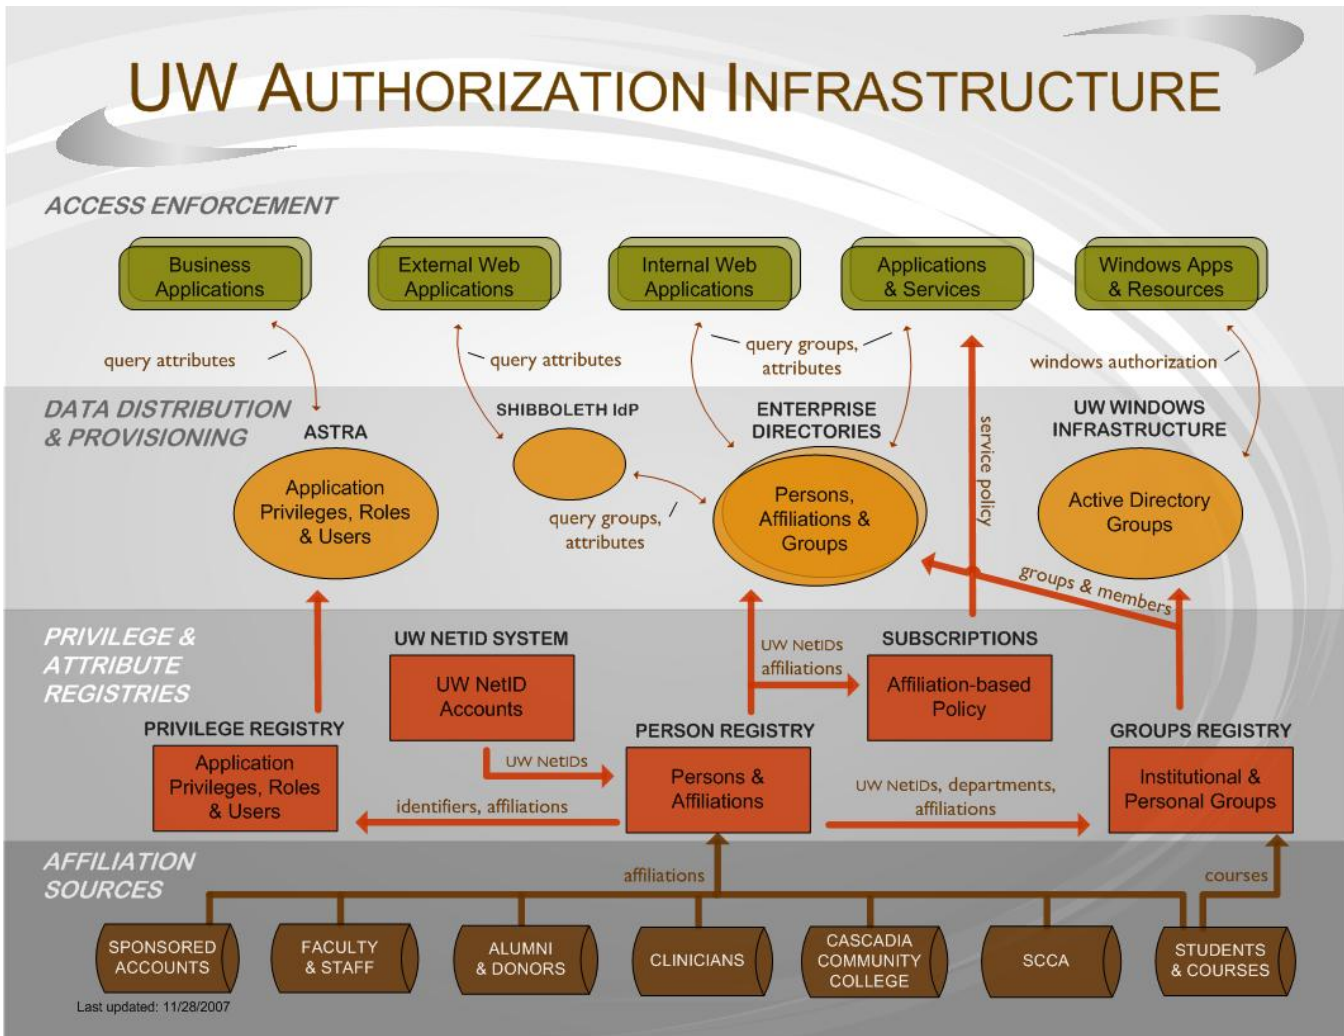 UW AUTHORIZATION INFRASTRUCTURE
ACCESS ENFORCEMENT
Business
Applications
External Web
Applications
Internal Web
Applications
Applications
& Services
Windows Apps
& Resources
query attributes
query attributes
query groups,
attributes
windows authorization
DATA DISTRIBUTION
& PROVISIONING
ASTRA
SHIBBOLETH IdP
ENTERPRISE
DIRECTORIES
UW WINDOWS
INFRASTRUCTURE
Application
Privileges, Roles
& Users
query groups,
attributes
Persons,
Affiliations &
Groups
service policy
Active Directory
Groups
groups & members
PRIVILEGE &
ATTRIBUTE
REGISTRIES
UW NETID SYSTEM
UW NetID
Accounts
UW NETIDS
affiliations
SUBSCRIPTIONS
Affiliation-based
Policy
PRIVILEGE REGISTRY
Application
Privileges, Roles
& Users
UW NETIDS
identifiers, affiliations
PERSON REGISTRY
Persons &
Affiliations
UW NETIDS, departments,
affiliations
GROUPS REGISTRY
Institutional &
Personal Groups
AFFILIATION
SOURCES
affiliations
courses
SPONSORED
ACCOUNTS
FACULTY
& STAFF
ALUMNI
& DONORS
CLINICIANS
CASCADIA
COMMUNITY
COLLEGE
SCCA
STUDENTS
& COURSES
Last updated: 11/28/2007